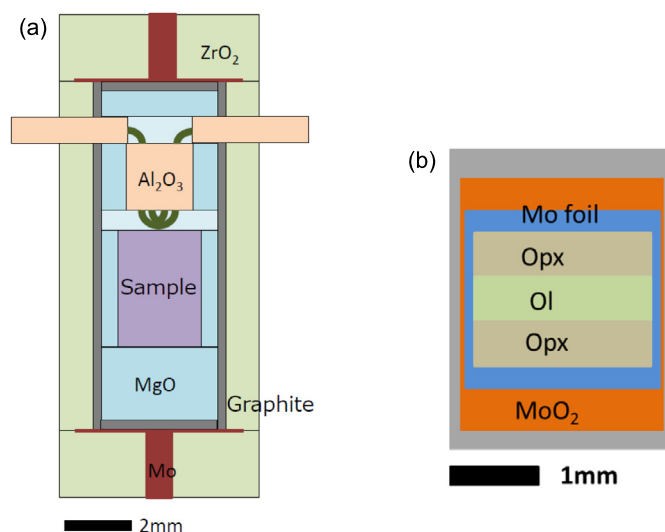 (a)
ZrO₂
Al₂O₃
Sample
MgO
Graphite
Mo
2mm
(b)
Mo foil
Opx
Ol
Opx
MoO₂
1mm